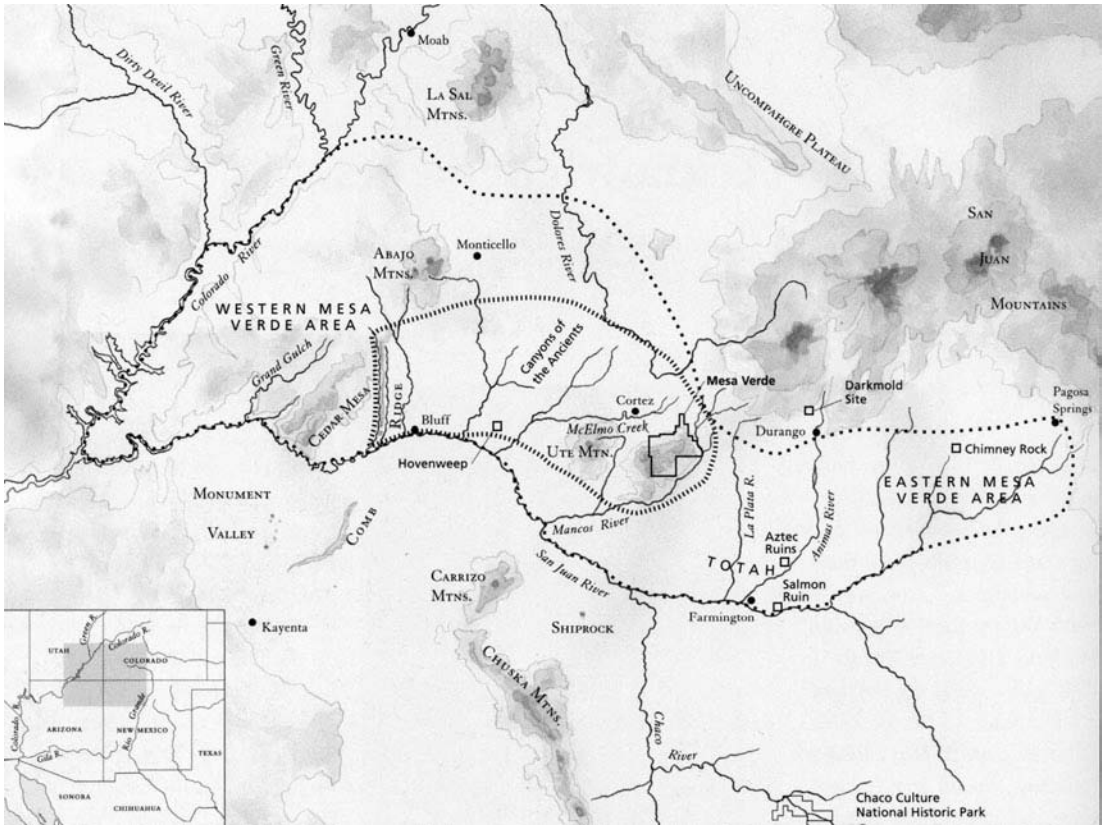 Moab
Dirty Devil River
Green River
LA SAL
MTNS.
UNCOMPAHGRE PLATEAU
SAN
JUAN
MOUNTAINS
Dolores River
Monticello
ABAJO
MTNS.
Colorado
River
WESTERN MESA
VERDE AREA
Grand Gulch
CEDAR MESA
RIDGE
Canyons of
the Ancients
Bluff
Hovenweep
Cortez
McElmo Creek
UTE MTN.
Mesa Verde
Darkmold
Site
Durango
Pagosa
Springs
Chimney Rock
EASTERN MESA
VERDE AREA
MONUMENT
VALLEY
COMB
Mancos River
La Plata R.
Animas River
Aztec
Ruins
TOTAH
Salmon
Ruin
San Juan River
CARRIZO
MTNS.
SHIPROCK
Farmington
Kayenta
CHUSKA MTNS.
Chaco
River
Chaco Culture
National Historic Park
Green R.
Colorado R.
UTAH
COLORADO
Colorado R.
ARIZONA
NEW MEXICO
Rio
Grande
TEXAS
Gila R.
SONORA
CHIHUAHUA